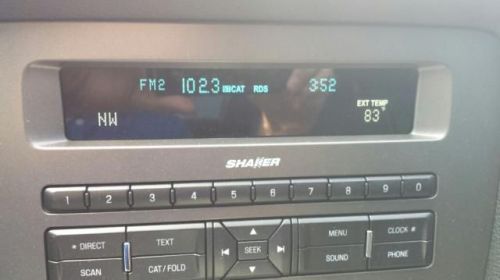 FM2 102.3 CAT RDS 3:52
EXT TEMP
NW 83°
SHAKER
1 2 3 4 5 6 7 8 9 0
* DIRECT TEXT MENU CLOCK #
SEEK
SCAN CAT/FOLD SOUND PHONE